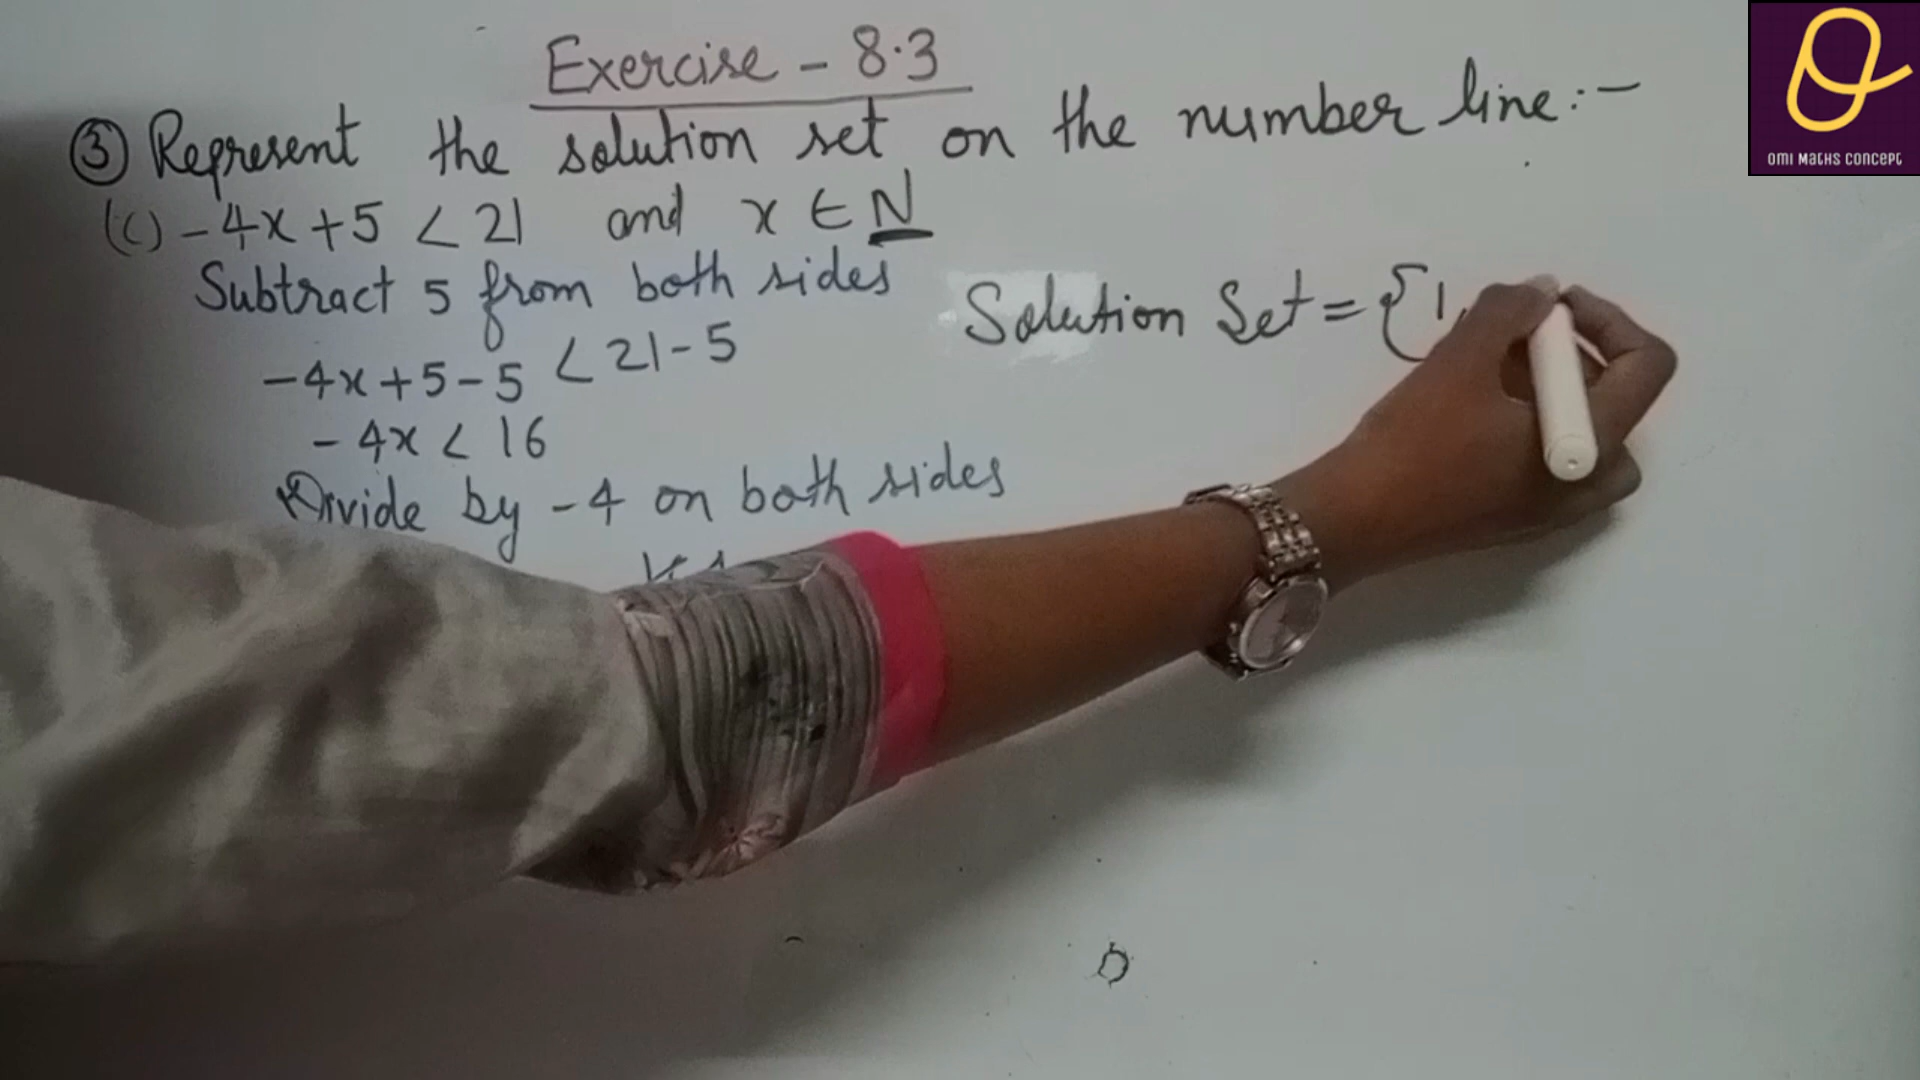 Exercise - 8.3
③ Represent the solution set on the number line:-
(c) -4x+5 < 21 and x ∈ N
Subtract 5 from both sides
-4x+5-5 < 21-5
-4x < 16
Divide by -4 on both sides
Solution Set = {1,
OMI MATHS CONCEPT